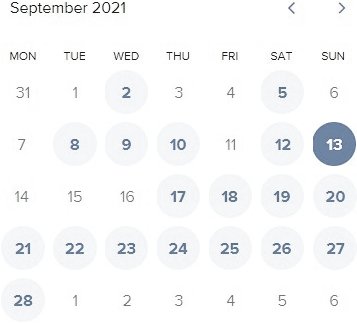 September 2021
MON TUE WED THU FRI SAT SUN
31 1 2 3 4 5 6
7 8 9 10 11 12 13
14 15 16 17 18 19 20
21 22 23 24 25 26 27
28 1 2 3 4 5 6